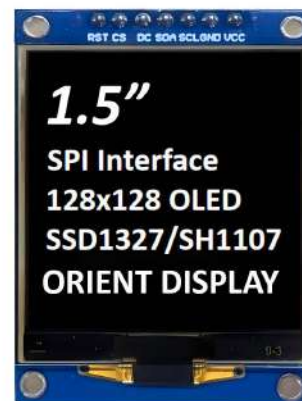 RST CS DC SDA SCL GND VCC
1.5”
SPI Interface
128x128 OLED
SSD1327/SH1107
ORIENT DISPLAY